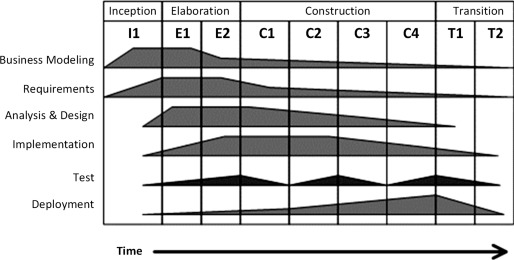 Inception Elaboration Construction Transition
I1 E1 E2 C1 C2 C3 C4 T1 T2
Business Modeling
Requirements
Analysis & Design
Implementation
Test
Deployment
Time